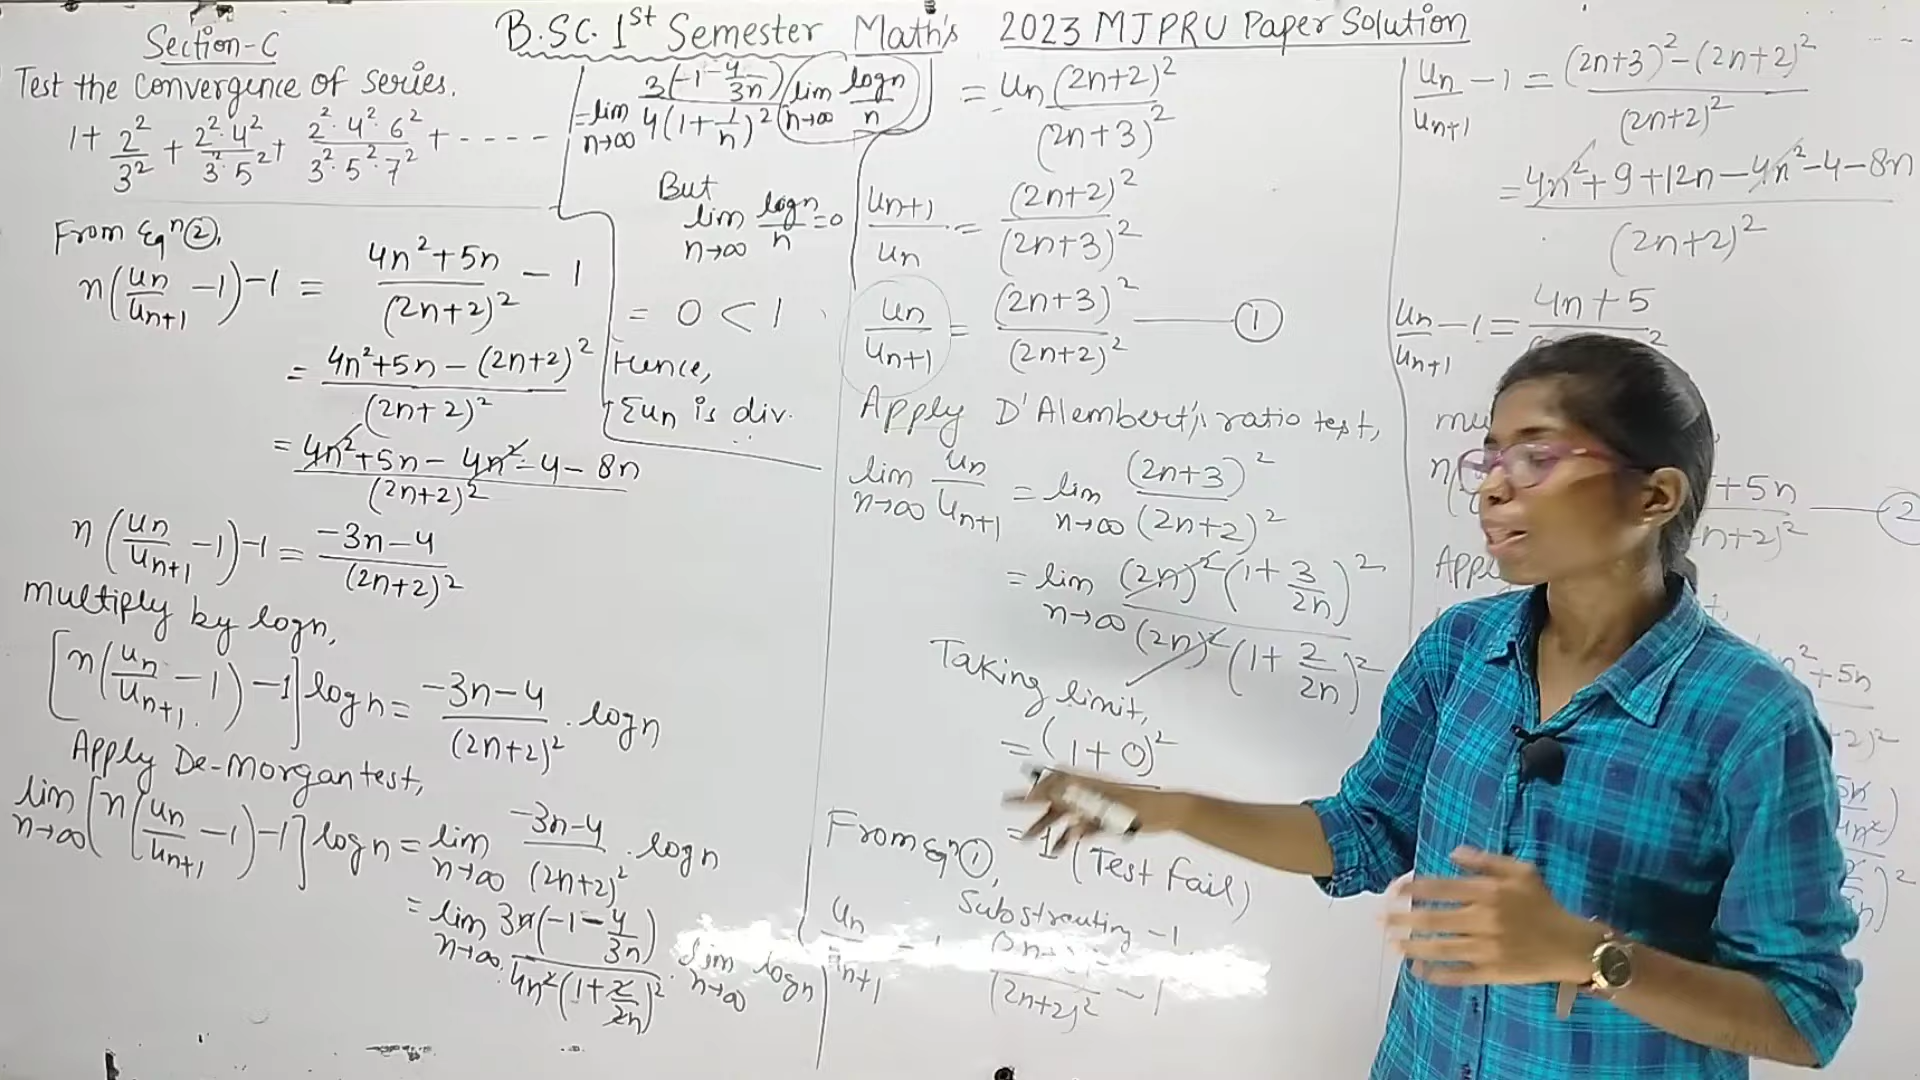 B.Sc. 1st Semester Math's 2023 MJPRU Paper Solution
Section-C
Test the convergence of series.
1 + 2²/3² + 2²·4²/3²·5² + 2²·4²·6²/3²·5²·7² + - - - -
From Eqn ②,
n(un/un+1 - 1) - 1 = 4n²+5n/(2n+2)² - 1
= 4n²+5n-(2n+2)²/(2n+2)²
= 4n²+5n-4n²-4-8n/(2n+2)²
n(un/un+1 - 1) - 1 = -3n-4/(2n+2)²
multiply by logn,
[n(un/un+1 - 1) - 1] logn = -3n-4/(2n+2)² . logn
Apply De-Morgan test,
lim n→∞ [n(un/un+1 - 1) - 1] logn = lim n→∞ -3n-4/(2n+2)² . logn
= lim n→∞ 3n(-1-4/3n)/4n²(1+2/2n)² . lim n→∞ logn
= lim n→∞ 3(-1-4/3n)/4(1+1/n)² (lim n→∞ logn/n)
But
lim n→∞ logn/n = 0
= 0 < 1
Hence,
Σun is div.
= un (2n+2)²/(2n+3)²
un+1/un = (2n+2)²/(2n+3)²
un/un+1 = (2n+3)²/(2n+2)² ①
Apply D'Alembert's ratio test,
lim n→∞ un/un+1 = lim n→∞ (2n+3)²/(2n+2)²
= lim n→∞ (2n)²(1+3/2n)²/(2n)²(1+2/2n)²
Taking limit,
= (1+0)²
= 1 (Test fail)
From Eqn ①,
Substrauting -1
un/un+1 - 1 (2n+2)² - 1
un/un+1 - 1 = (2n+3)²-(2n+2)²/(2n+2)²
= 4n²+9+12n-4n²-4-8n/(2n+2)²
un/un+1 - 1 = 4n+5
+5n ②